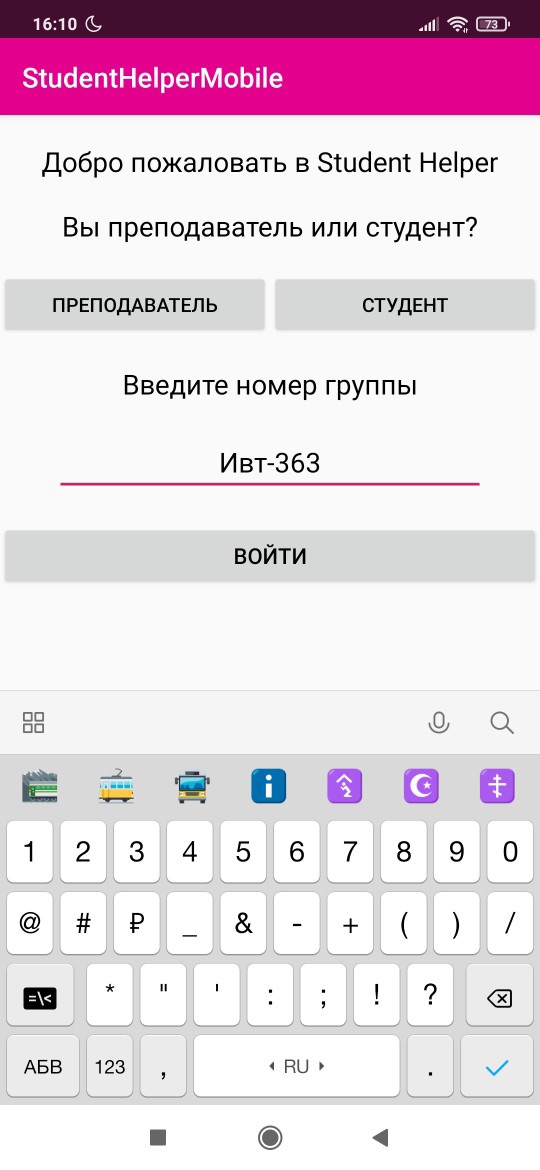 16:10 73
StudentHelperMobile
Добро пожаловать в Student Helper
Вы преподаватель или студент?
ПРЕПОДАВАТЕЛЬ СТУДЕНТ
Введите номер группы
Ивт-363
ВОЙТИ
1 2 3 4 5 6 7 8 9 0
@ # ₽ _ & - + ( ) /
=\< * " ' : ; ! ?
АБВ 123 , RU .